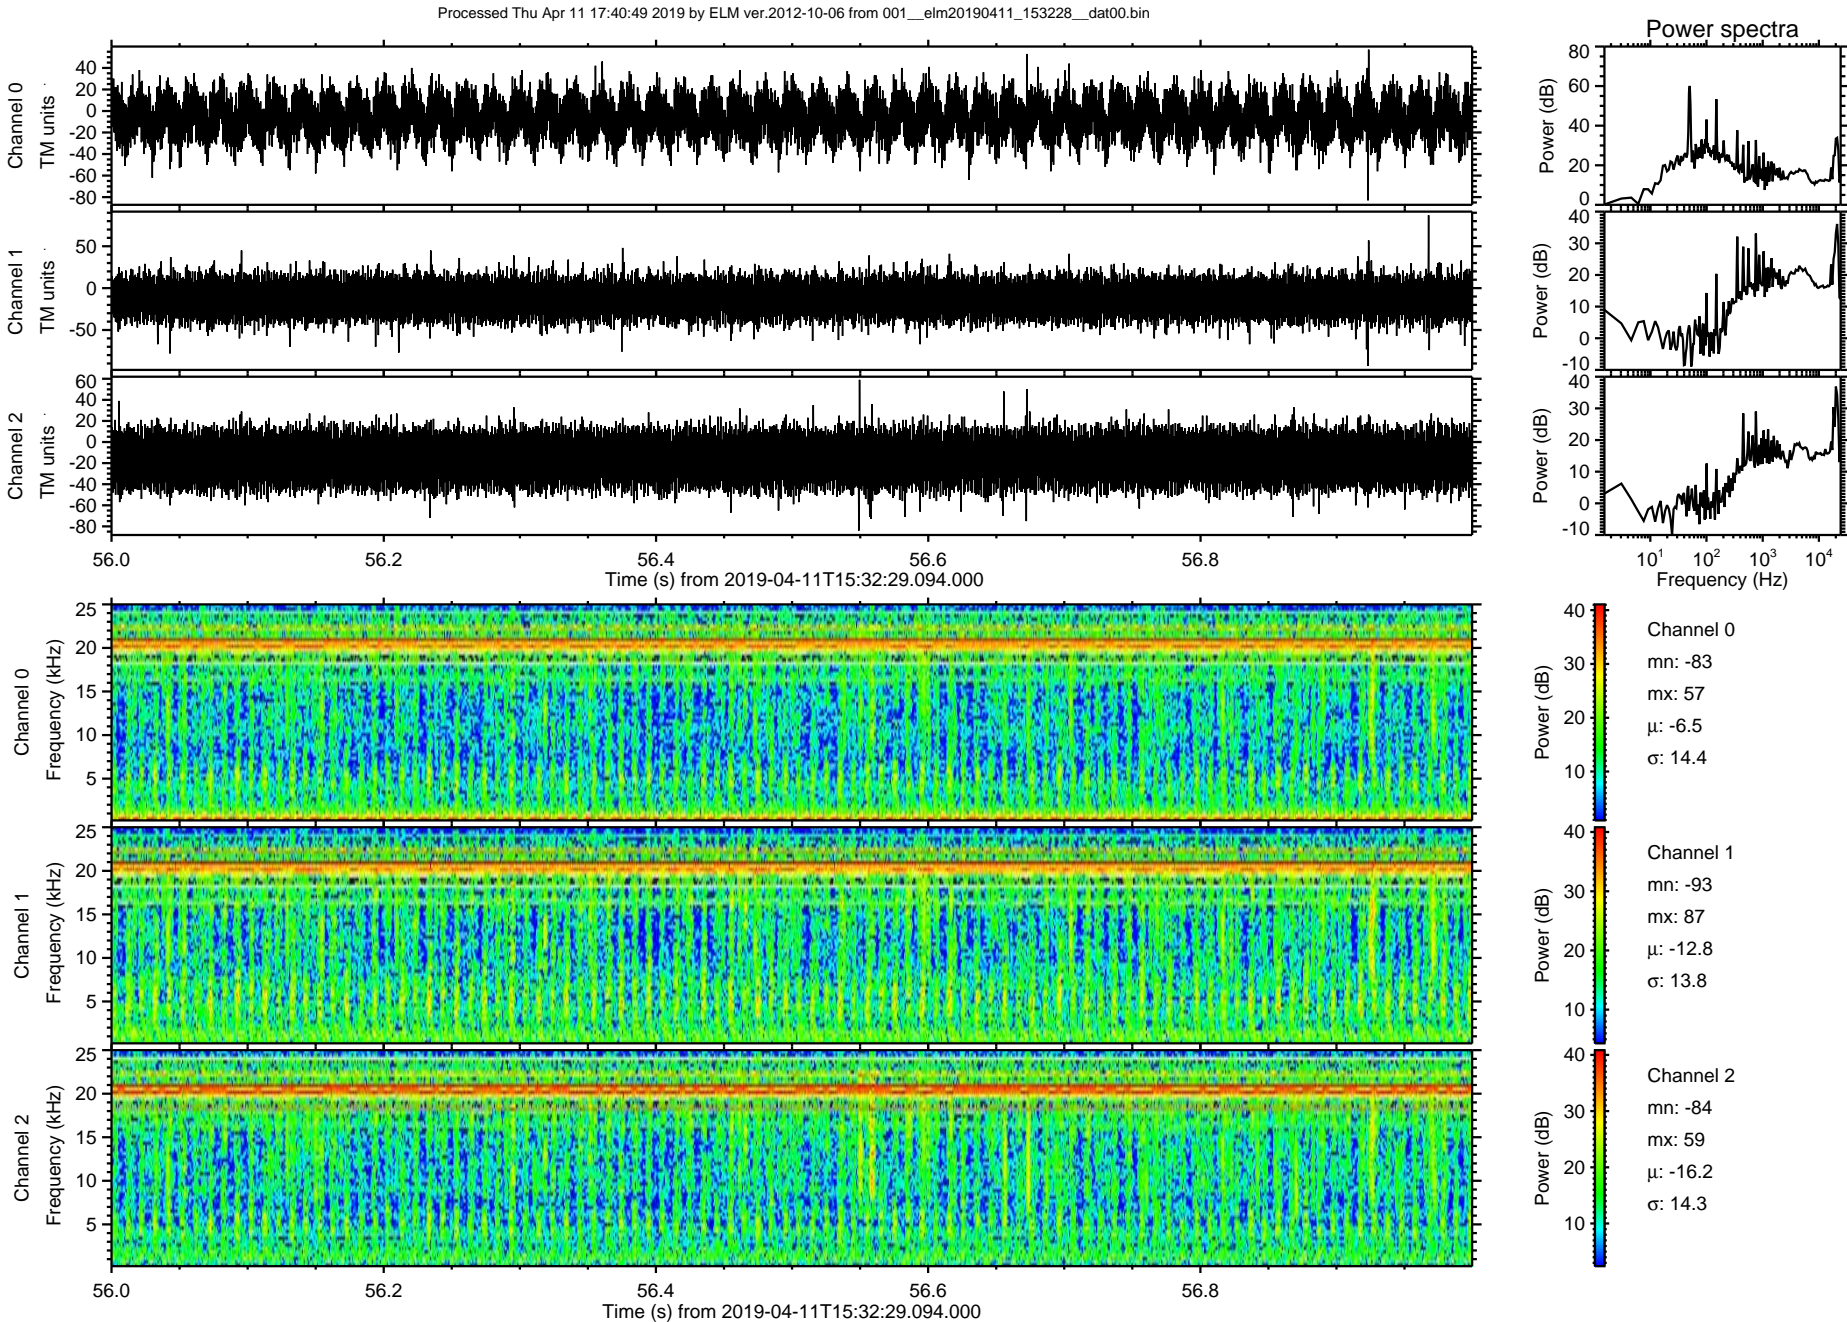 Processed Thu Apr 11 17:40:49 2019 by ELM ver.2012-10-06 from 001__elm20190411_153228__dat00.bin
Power spectra
Channel 0
TM units
40
20
0
-20
-40
-60
-80
Power (dB)
80
60
40
20
0
Channel 1
TM units
50
0
-50
Power (dB)
40
30
20
10
0
-10
Channel 2
TM units
60
40
20
0
-20
-40
-60
-80
Power (dB)
40
30
20
10
0
-10
56.0 56.2 56.4 56.6 56.8
Time (s) from 2019-04-11T15:32:29.094.000
10¹ 10² 10³ 10⁴
Frequency (Hz)
Channel 0
Frequency (kHz)
25
20
15
10
5
Power (dB)
40
30
20
10
Channel 0
mn: -83
mx: 57
μ: -6.5
σ: 14.4
Channel 1
Frequency (kHz)
25
20
15
10
5
Power (dB)
40
30
20
10
Channel 1
mn: -93
mx: 87
μ: -12.8
σ: 13.8
Channel 2
Frequency (kHz)
25
20
15
10
5
Power (dB)
40
30
20
10
Channel 2
mn: -84
mx: 59
μ: -16.2
σ: 14.3
56.0 56.2 56.4 56.6 56.8
Time (s) from 2019-04-11T15:32:29.094.000